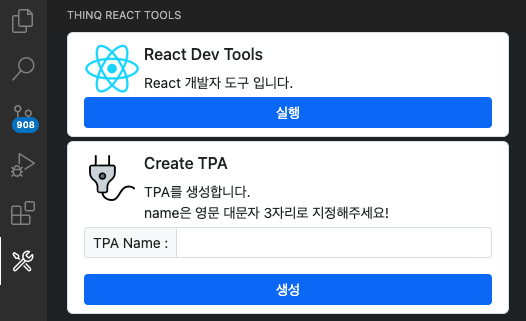 THINQ REACT TOOLS
React Dev Tools
React 개발자 도구 입니다.
실행
908
Create TPA
TPA를 생성합니다.
name은 영문 대문자 3자리로 지정해주세요!
TPA Name :
생성